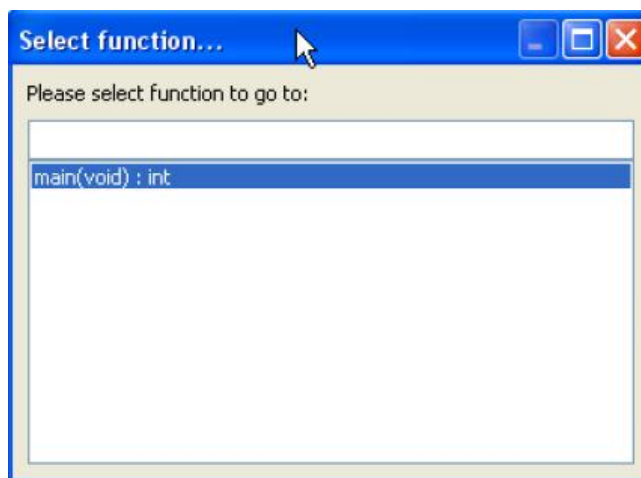 Select function...
Please select function to go to:
main(void) : int